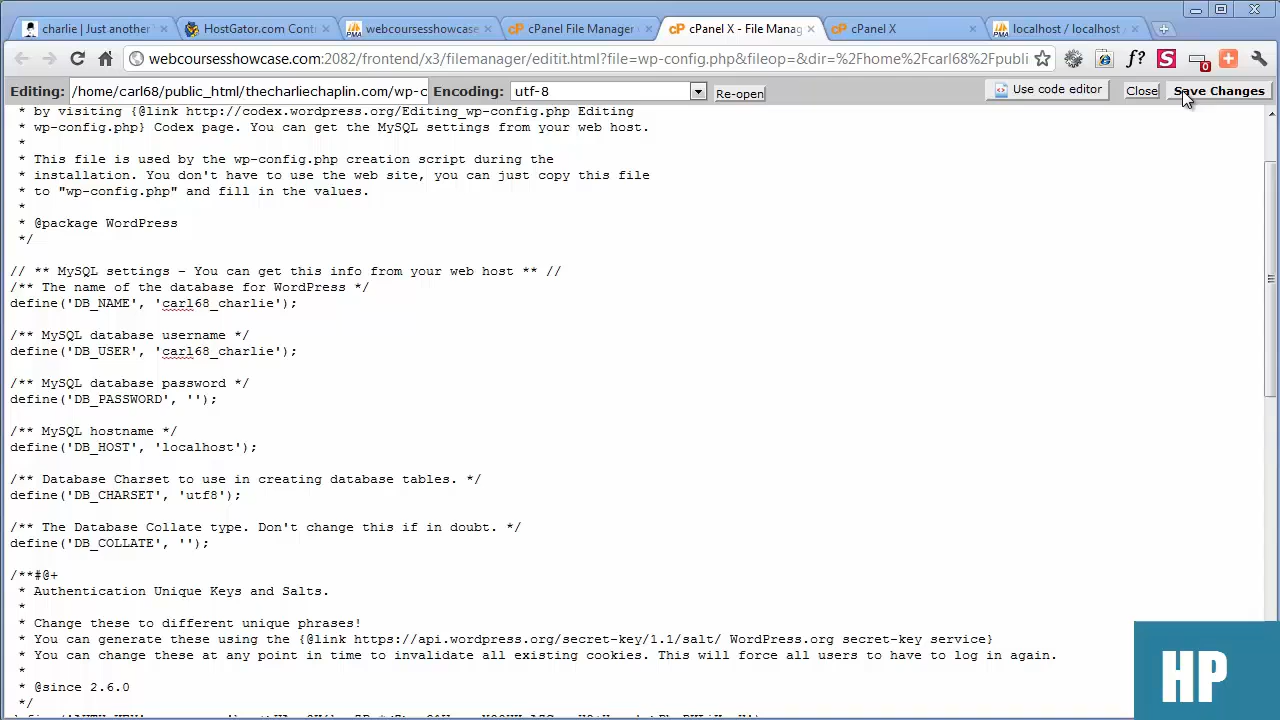 charlie | Just another
HostGator.com Contr
webcoursesshowcase
cPanel File Manager
cPanel X - File Manag
cPanel X
localhost / localhost
webcoursesshowcase.com:2082/frontend/x3/filemanager/editit.html?file=wp-config.php&fileop=&dir=%2Fhome%2Fcarl68%2Fpubli
Editing: /home/carl68/public_html/thecharliechaplin.com/wp-c Encoding: utf-8 Re-open Use code editor Close Save Changes
* by visiting {@link http://codex.wordpress.org/Editing_wp-config.php Editing
* wp-config.php} Codex page. You can get the MySQL settings from your web host.
*
* This file is used by the wp-config.php creation script during the
* installation. You don't have to use the web site, you can just copy this file
* to "wp-config.php" and fill in the values.
*
* @package WordPress
*/
// ** MySQL settings - You can get this info from your web host ** //
/** The name of the database for WordPress */
define('DB_NAME', 'carl68_charlie');
/** MySQL database username */
define('DB_USER', 'carl68_charlie');
/** MySQL database password */
define('DB_PASSWORD', '');
/** MySQL hostname */
define('DB_HOST', 'localhost');
/** Database Charset to use in creating database tables. */
define('DB_CHARSET', 'utf8');
/** The Database Collate type. Don't change this if in doubt. */
define('DB_COLLATE', '');
/**#@+
* Authentication Unique Keys and Salts.
*
* Change these to different unique phrases!
* You can generate these using the {@link https://api.wordpress.org/secret-key/1.1/salt/ WordPress.org secret-key service}
* You can change these at any point in time to invalidate all existing cookies. This will force all users to have to log in again.
*
* @since 2.6.0
*/
HP